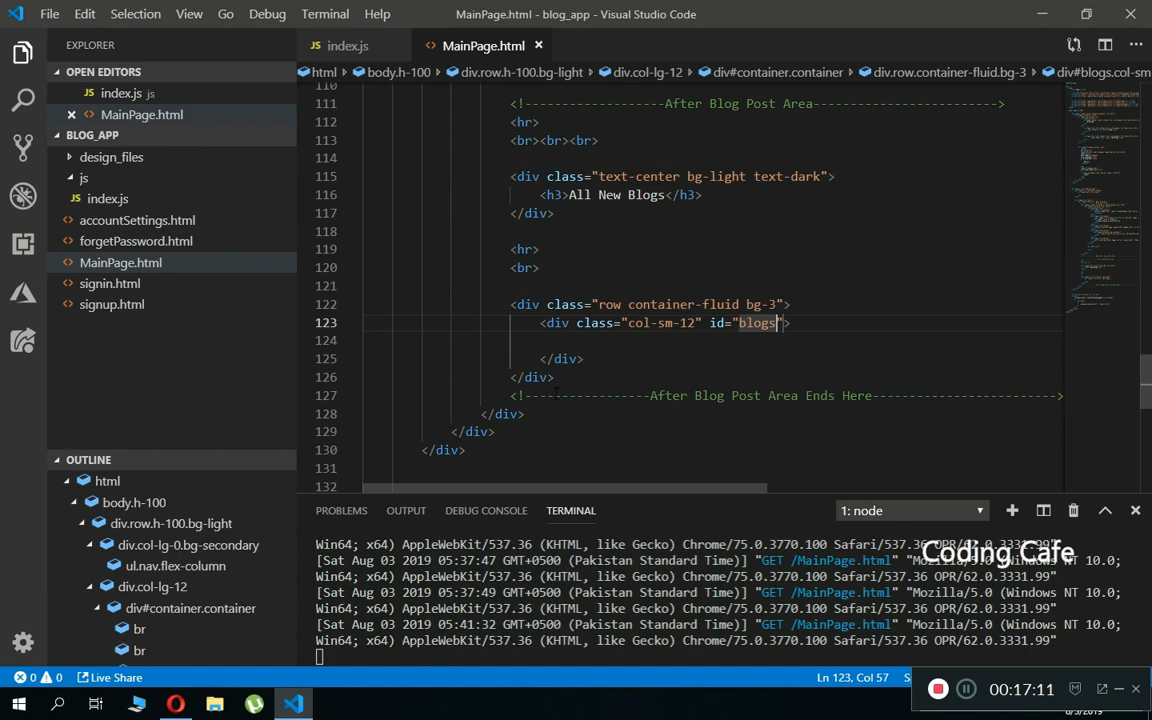 File Edit Selection View Go Debug Terminal Help MainPage.html - blog_app - Visual Studio Code
EXPLORER
JS index.js
<> MainPage.html ×
OPEN EDITORS
html ▸ body.h-100 ▸ div.row.h-100.bg-light ▸ div.col-lg-12 ▸ div#container.container ▸ div.row.container-fluid.bg-3 ▸ div#blogs.col-sm
JS index.js js
× <> MainPage.html
BLOG_APP
design_files
js
JS index.js
<> accountSettings.html
<> forgetPassword.html
<> MainPage.html
<> signin.html
<> signup.html
110
111 <!-------------------After Blog Post Area------------------------->
112 <hr>
113 <br><br><br>
114
115 <div class="text-center bg-light text-dark">
116 <h3>All New Blogs</h3>
117 </div>
118
119 <hr>
120 <br>
121
122 <div class="row container-fluid bg-3">
123 <div class="col-sm-12" id="blogs">
124
125 </div>
126 </div>
127 <!-----------------After Blog Post Area Ends Here------------------------->
128 </div>
129 </div>
130 </div>
131
132
OUTLINE
html
body.h-100
div.row.h-100.bg-light
div.col-lg-0.bg-secondary
ul.nav.flex-column
div.col-lg-12
div#container.container
br
br
PROBLEMS OUTPUT DEBUG CONSOLE TERMINAL 1: node
Win64; x64) AppleWebKit/537.36 (KHTML, like Gecko) Chrome/75.0.3770.100 Safari/537.36 OPR/62.0.3331.99"
[Sat Aug 03 2019 05:37:47 GMT+0500 (Pakistan Standard Time)] "GET /MainPage.html" "Mozilla/5.0 (Windows NT 10.0;
Win64; x64) AppleWebKit/537.36 (KHTML, like Gecko) Chrome/75.0.3770.100 Safari/537.36 OPR/62.0.3331.99"
[Sat Aug 03 2019 05:37:49 GMT+0500 (Pakistan Standard Time)] "GET /MainPage.html" "Mozilla/5.0 (Windows NT 10.0;
Win64; x64) AppleWebKit/537.36 (KHTML, like Gecko) Chrome/75.0.3770.100 Safari/537.36 OPR/62.0.3331.99"
[Sat Aug 03 2019 05:41:32 GMT+0500 (Pakistan Standard Time)] "GET /MainPage.html" "Mozilla/5.0 (Windows NT 10.0;
Win64; x64) AppleWebKit/537.36 (KHTML, like Gecko) Chrome/75.0.3770.100 Safari/537.36 OPR/62.0.3331.99"
Coding Cafe
0 0 Live Share Ln 123, Col 57
00:17:11
8/3/2019